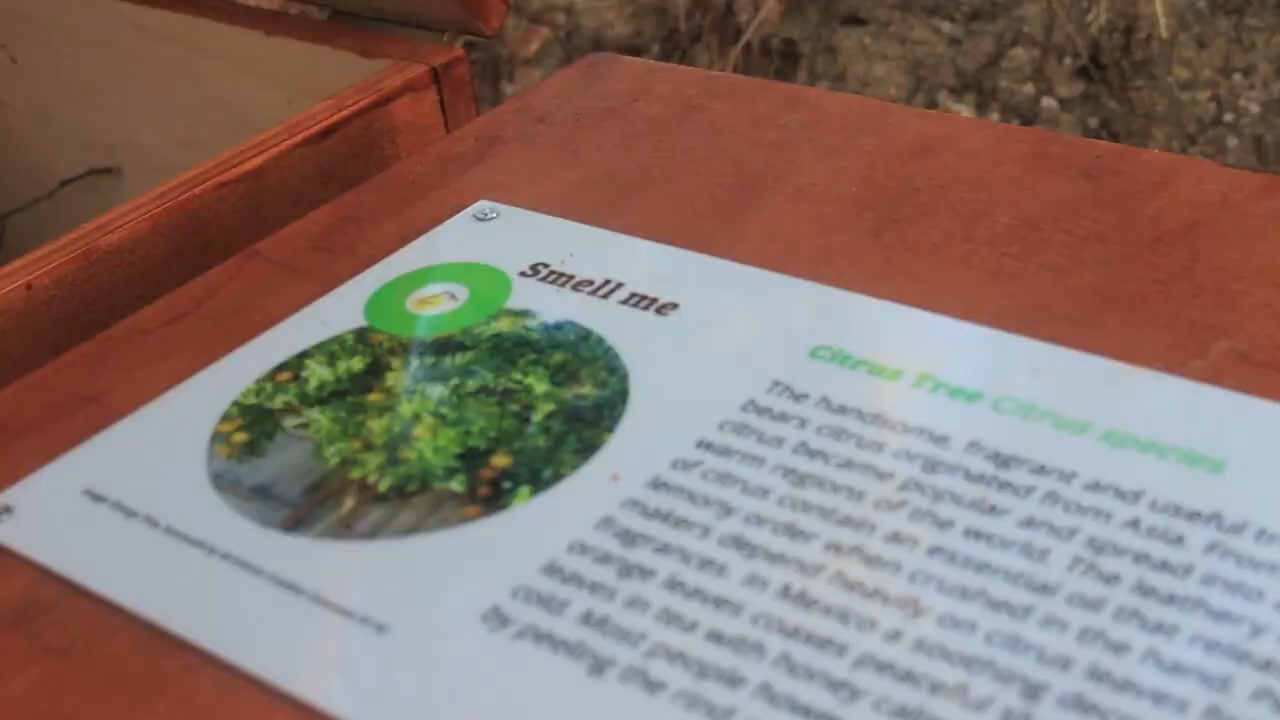 Smell me
Citrus Tree Citrus species
The handsome, fragrant and useful
bears citrus originated from Asia. From
citrus became popular and spread into
warm regions of the world. The leathery
of citrus contain an essential oil that
lemony order when crushed in the hand.
makers depend heavily on citrus leaves
fragrances. In Mexico a soothing
orange leaves coaxes peaceful
leaves in tea with honey
cold. Most people
by peeling the rind